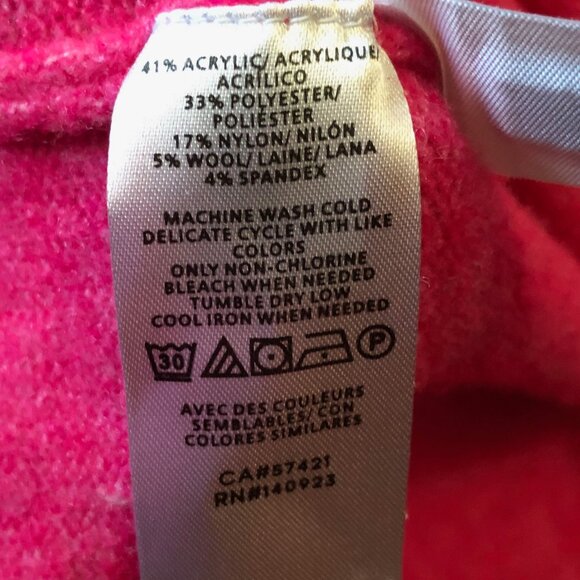 41% ACRYLIC/ ACRYLIQUE/
ACRÍLICO
33% POLYESTER/
POLIÉSTER
17% NYLON/ NILÓN
5% WOOL/ LAINE/ LANA
4% SPANDEX
MACHINE WASH COLD
DELICATE CYCLE WITH LIKE
COLORS
ONLY NON-CHLORINE
BLEACH WHEN NEEDED
TUMBLE DRY LOW
COOL IRON WHEN NEEDED
30 P
AVEC DES COULEURS
SEMBLABLES/ CON
COLORES SIMILARES
CA#57421
RN#140923